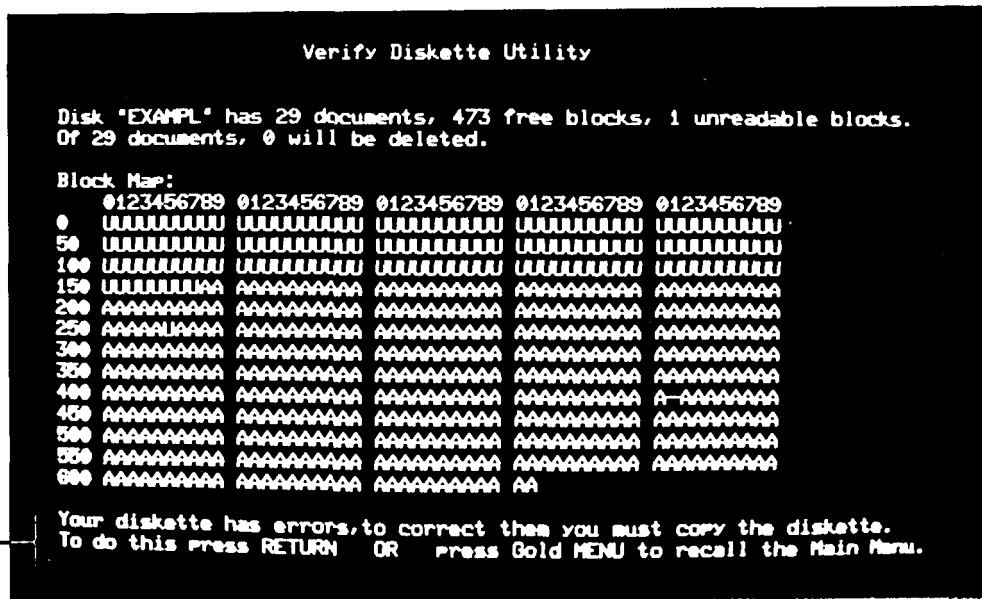 Verify Diskette Utility
Disk "EXAMPL" has 29 documents, 473 free blocks, 1 unreadable blocks.
Of 29 documents, 0 will be deleted.
Block Map:
0123456789 0123456789 0123456789 0123456789 0123456789
0 UUUUUUUUUU UUUUUUUUUU UUUUUUUUUU UUUUUUUUUU UUUUUUUUUU
50 UUUUUUUUUU UUUUUUUUUU UUUUUUUUUU UUUUUUUUUU UUUUUUUUUU
100 UUUUUUUUUU UUUUUUUUUU UUUUUUUUUU UUUUUUUUUU UUUUUUUUUU
150 UUUUUUUUAA AAAAAAAAAA AAAAAAAAAA AAAAAAAAAA AAAAAAAAAA
200 AAAAAAAAAA AAAAAAAAAA AAAAAAAAAA AAAAAAAAAA AAAAAAAAAA
250 AAAAAUAAAA AAAAAAAAAA AAAAAAAAAA AAAAAAAAAA AAAAAAAAAA
300 AAAAAAAAAA AAAAAAAAAA AAAAAAAAAA AAAAAAAAAA AAAAAAAAAA
350 AAAAAAAAAA AAAAAAAAAA AAAAAAAAAA AAAAAAAAAA AAAAAAAAAA
400 AAAAAAAAAA AAAAAAAAAA AAAAAAAAAA AAAAAAAAAA A-AAAAAAAA
450 AAAAAAAAAA AAAAAAAAAA AAAAAAAAAA AAAAAAAAAA AAAAAAAAAA
500 AAAAAAAAAA AAAAAAAAAA AAAAAAAAAA AAAAAAAAAA AAAAAAAAAA
550 AAAAAAAAAA AAAAAAAAAA AAAAAAAAAA AAAAAAAAAA AAAAAAAAAA
600 AAAAAAAAAA AAAAAAAAAA AAAAAAAAAA AA
Your diskette has errors,to correct them you must copy the diskette.
To do this press RETURN OR press Gold MENU to recall the Main Menu.